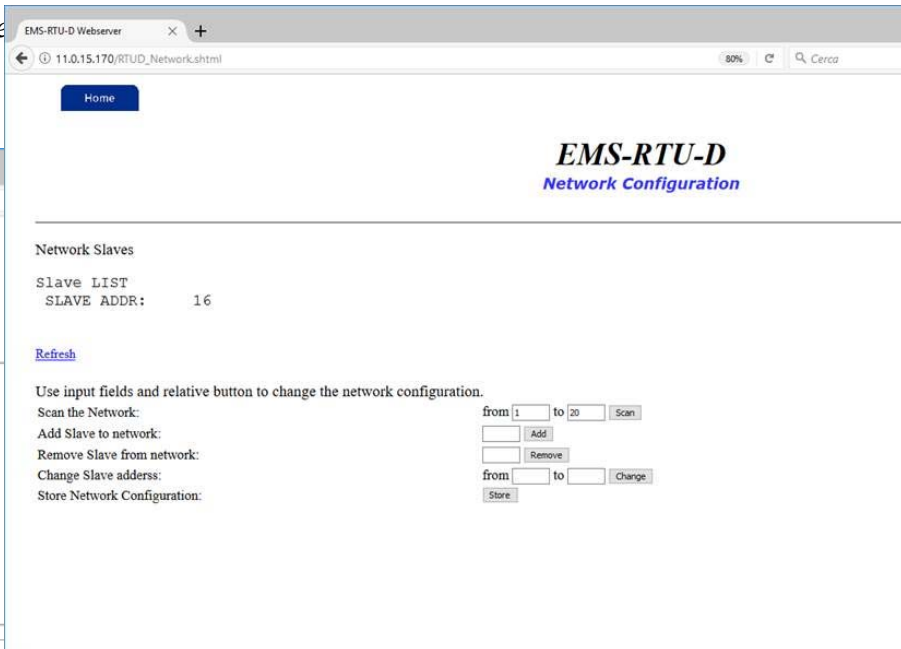 EMS-RTU-D Webserver
11.0.15.170/RTUD_Network.shtml 80% Cerca
Home
EMS-RTU-D
Network Configuration
Network Slaves
Slave LIST
SLAVE ADDR: 16
Refresh
Use input fields and relative button to change the network configuration.
Scan the Network: from 1 to 20 Scan
Add Slave to network: Add
Remove Slave from network: Remove
Change Slave adderss: from to Change
Store Network Configuration: Store